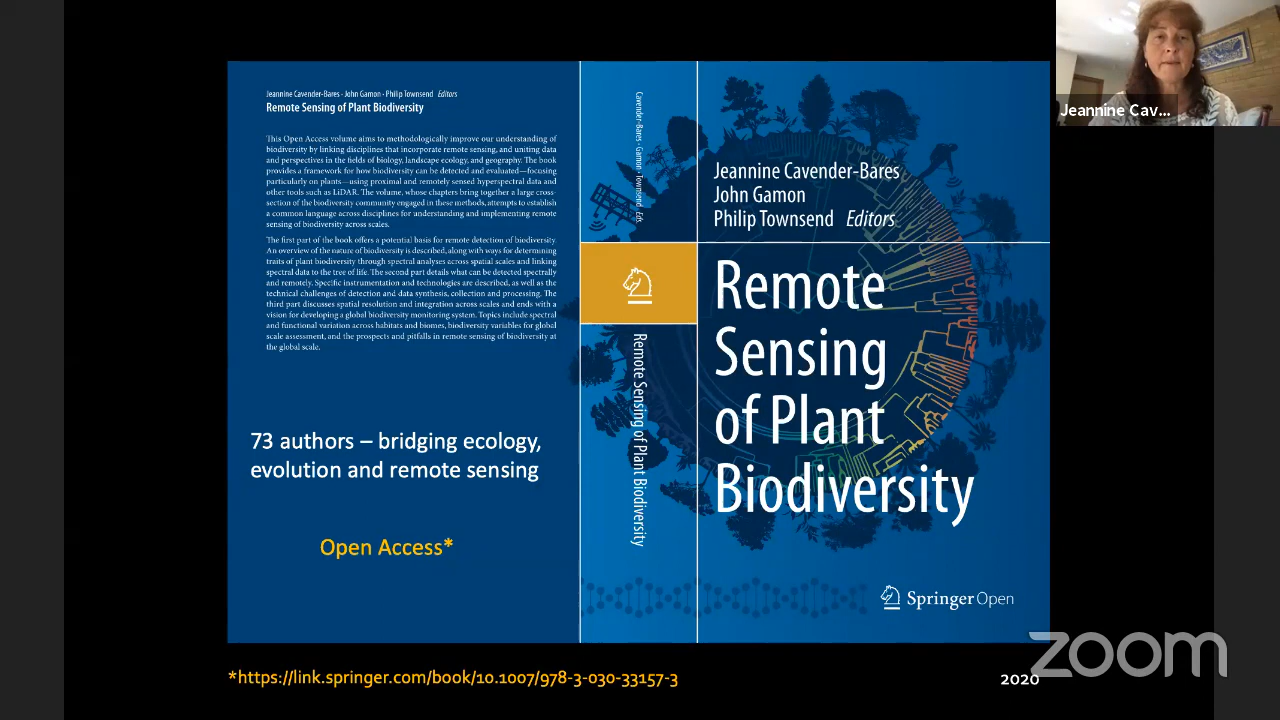 Jeannine Cavender-Bares · John Gamon · Philip Townsend Editors
Remote Sensing of Plant Biodiversity
This Open Access volume aims to methodologically improve our understanding of
biodiversity by linking disciplines that incorporate remote sensing, and uniting data
and perspectives in the fields of biology, landscape ecology, and geography. The book
provides a framework for how biodiversity can be detected and evaluated—focusing
particularly on plants—using proximal and remotely sensed hyperspectral data and
other tools such as LiDAR. The volume, whose chapters bring together a large cross-
section of the biodiversity community engaged in these methods, attempts to establish
a common language across disciplines for understanding and implementing remote
sensing of biodiversity across scales.
The first part of the book offers a potential basis for remote detection of biodiversity.
An overview of the nature of biodiversity is described, along with ways for determining
traits of plant biodiversity through spectral analyses across spatial scales and linking
spectral data to the tree of life. The second part details what can be detected spectrally
and remotely. Specific instrumentation and technologies are described, as well as the
technical challenges of detection and data synthesis, collection and processing. The
third part discusses spatial resolution and integration across scales and ends with a
vision for developing a global biodiversity monitoring system. Topics include spectral
and functional variation across habitats and biomes, biodiversity variables for global
scale assessment, and the prospects and pitfalls in remote sensing of biodiversity at
the global scale.
73 authors – bridging ecology,
evolution and remote sensing
Open Access*
Cavender-Bares · Gamon · Townsend Eds
Remote Sensing of Plant Biodiversity
Jeannine Cavender-Bares
John Gamon
Philip Townsend Editors
Remote
Sensing
of Plant
Biodiversity
Springer Open
*https://link.springer.com/book/10.1007/978-3-030-33157-3
2020
Jeannine Cav...
zoom